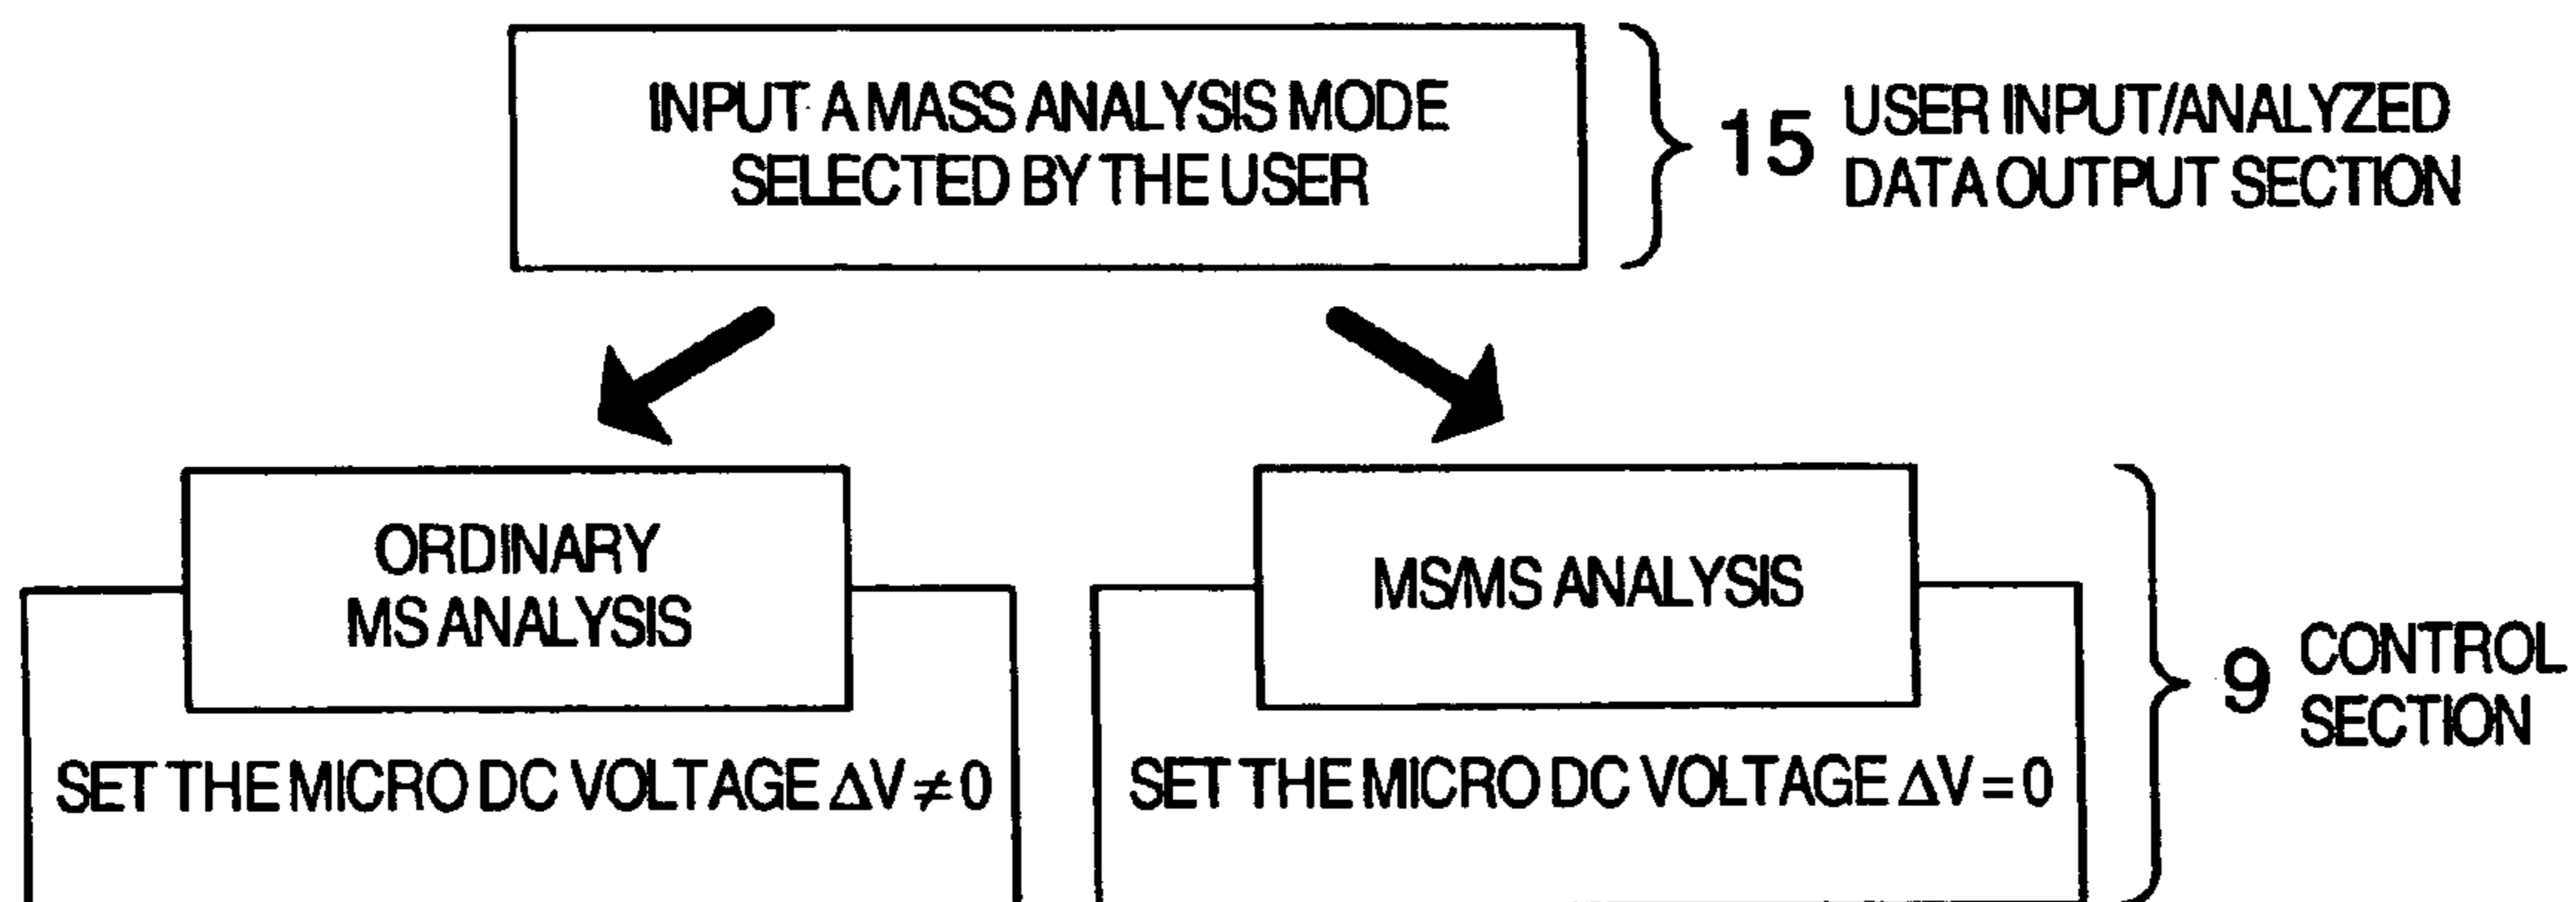 INPUT A MASS ANALYSIS MODE
SELECTED BY THE USER
15 USER INPUT/ANALYZED
DATA OUTPUT SECTION
ORDINARY
MS ANALYSIS
MS/MS ANALYSIS
9 CONTROL
SECTION
SET THE MICRO DC VOLTAGE ΔV ≠ 0
SET THE MICRO DC VOLTAGE ΔV = 0